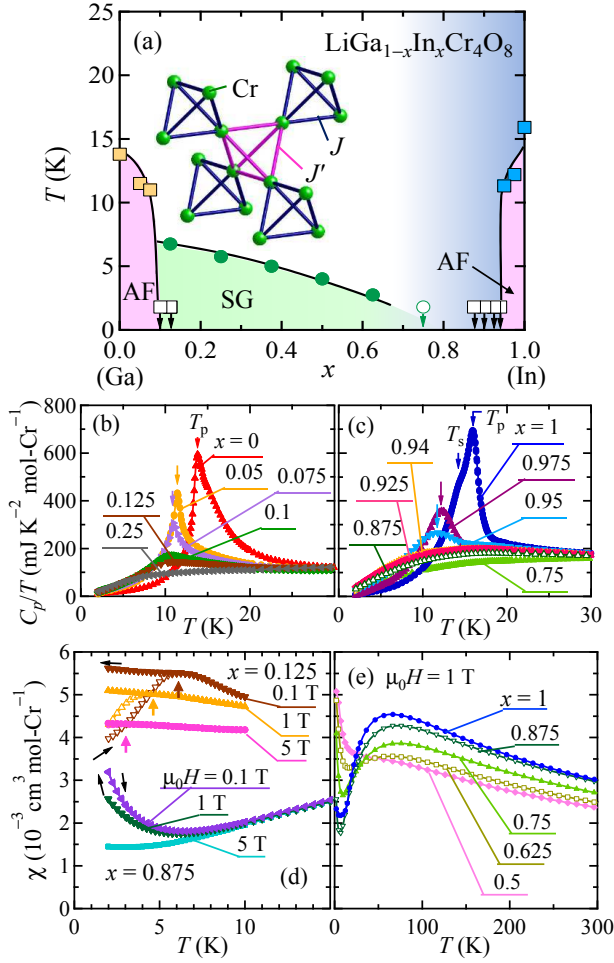 (a)
LiGa1−xInxCr4O8
Cr
J
J'
AF
SG
AF
T (K)
25
20
15
10
5
0
0.0
0.2
0.4
0.6
0.8
1.0
(Ga)
x
(In)
(b)
Tp
x = 0
0.05
0.075
0.1
0.125
0.25
Cp/T (mJ K−2 mol-Cr−1)
800
600
400
200
0
0
10
20
30
T (K)
(c)
Ts
Tp
x = 1
0.975
0.95
0.94
0.925
0.875
0.75
0
10
20
30
T (K)
χ (10−3 cm3 mol-Cr−1)
6
5
4
3
2
1
0
x = 0.125
0.1 T
1 T
5 T
μ0H = 0.1 T
1 T
5 T
x = 0.875
(d)
0
5
10
T (K)
(e)
μ0H = 1 T
x = 1
0.875
0.75
0.625
0.5
0
100
200
300
T (K)